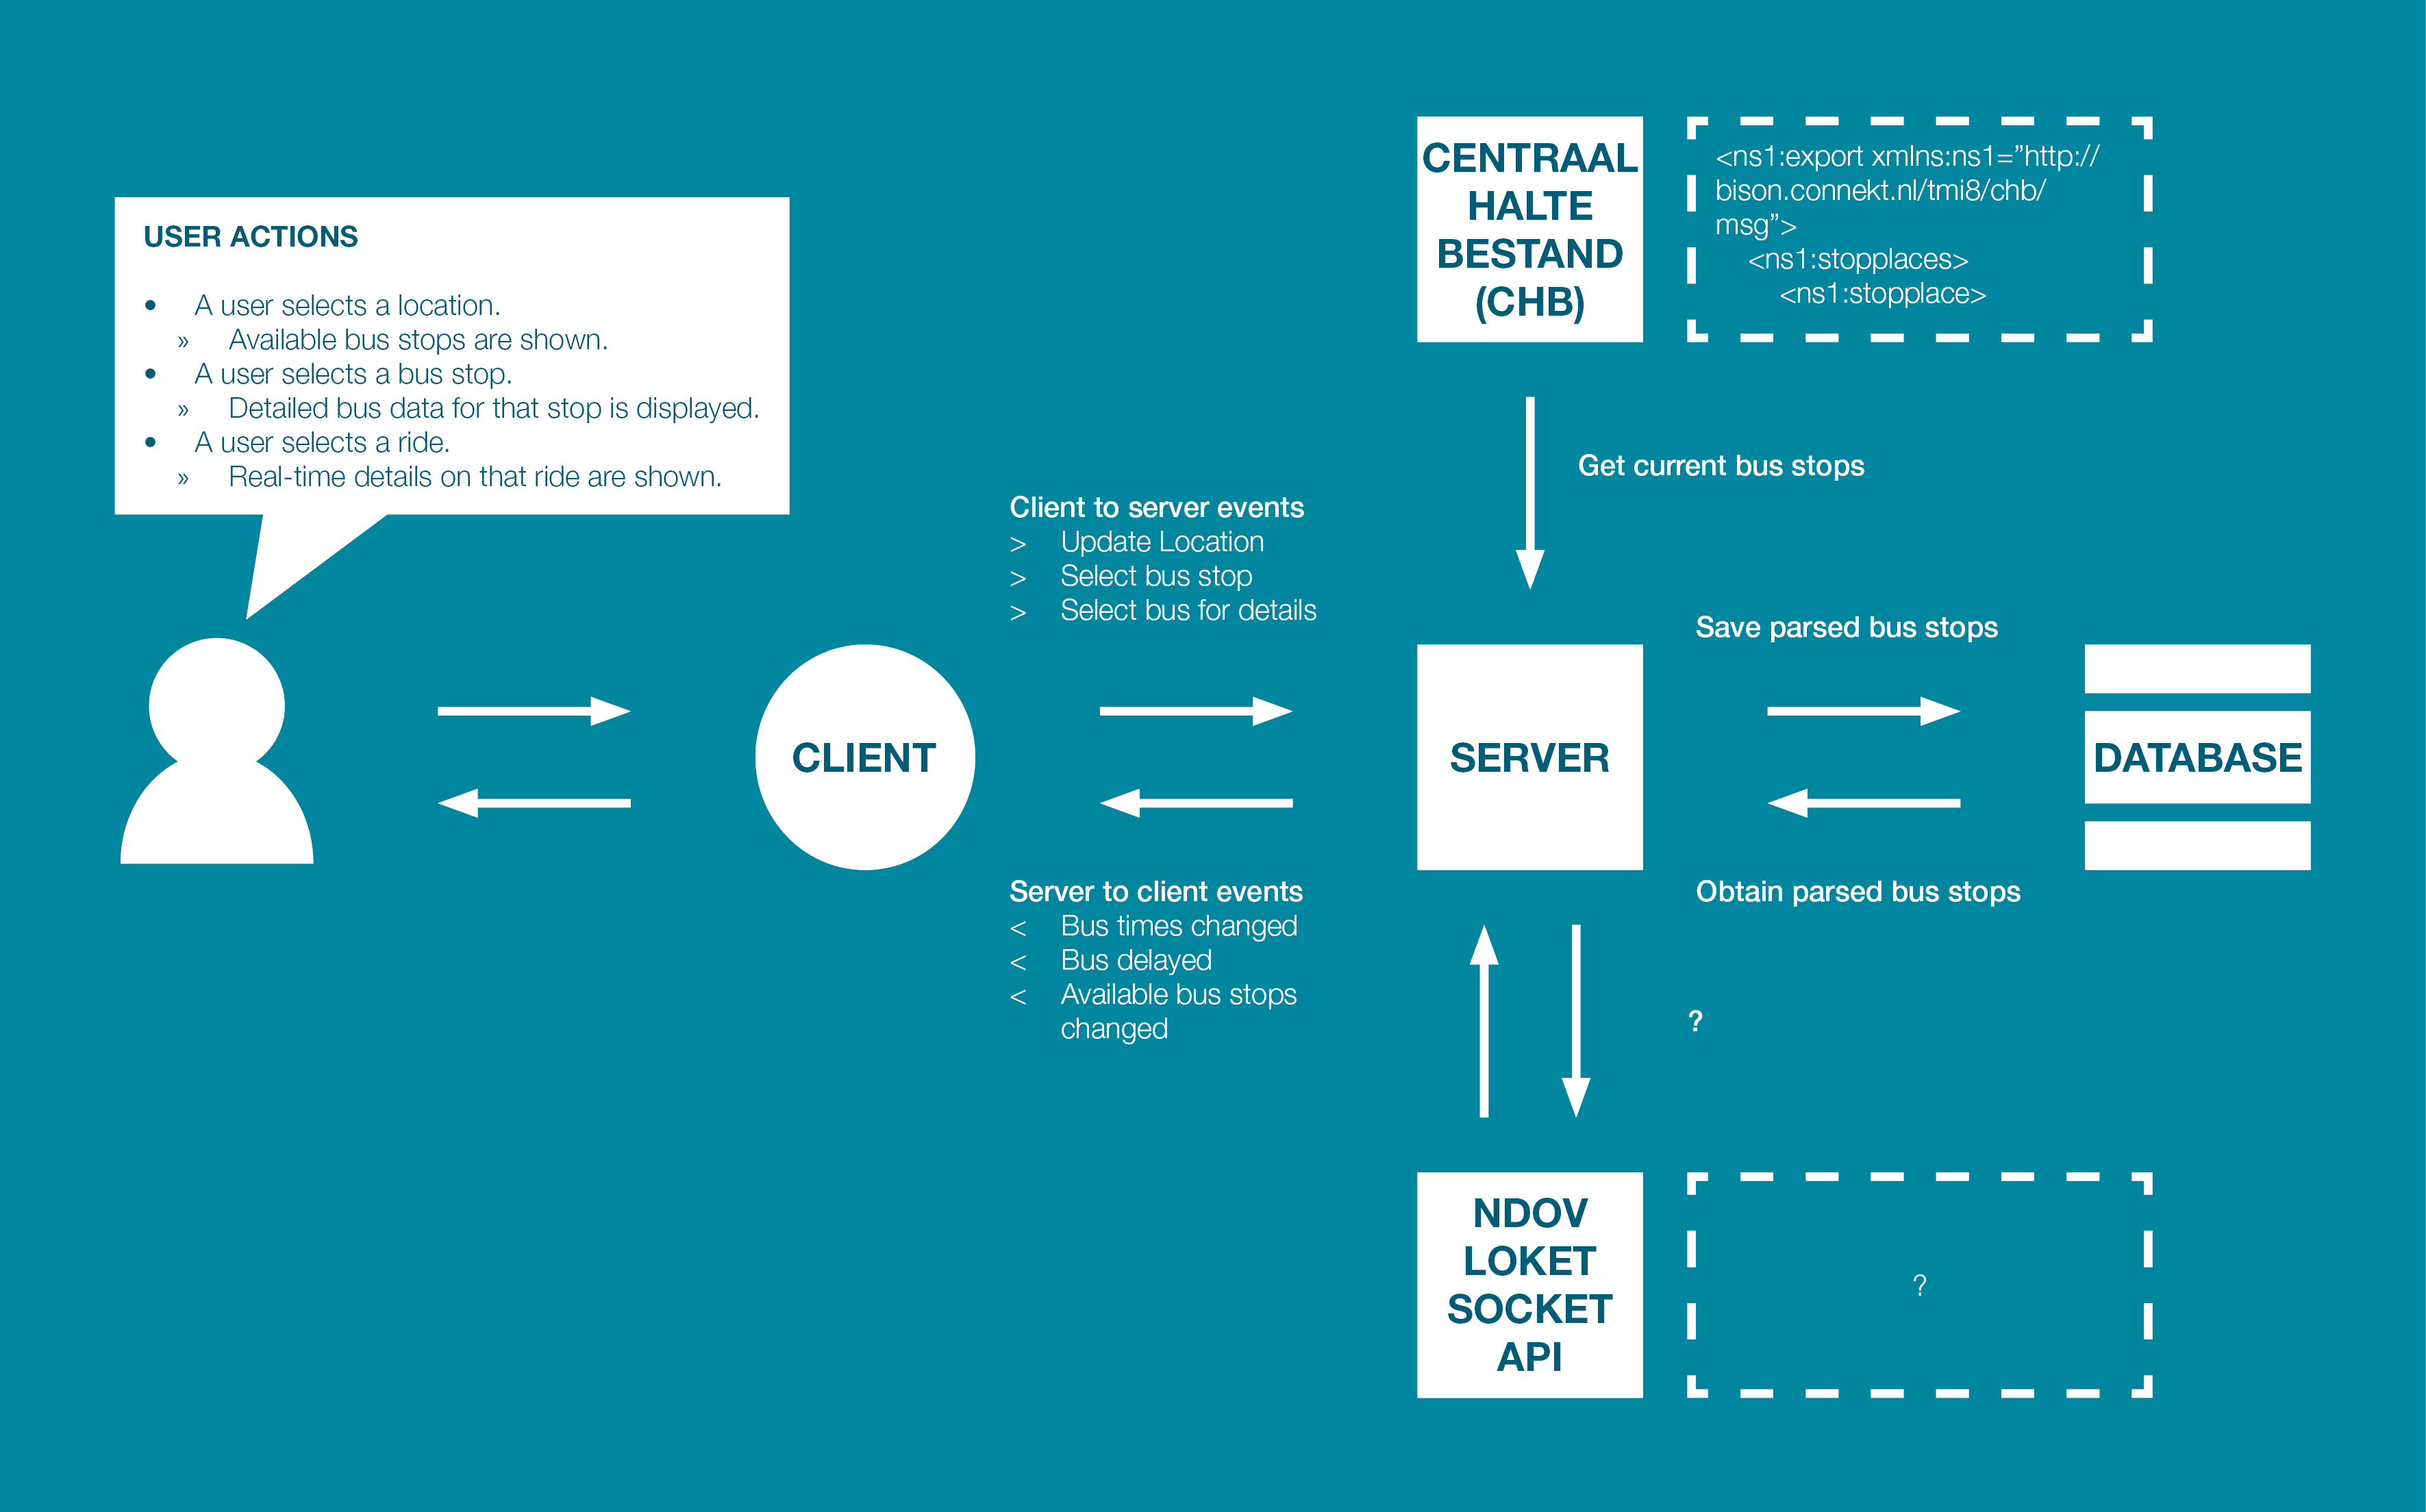 USER ACTIONS
• A user selects a location.
» Available bus stops are shown.
• A user selects a bus stop.
» Detailed bus data for that stop is displayed.
• A user selects a ride.
» Real-time details on that ride are shown.
CLIENT
Client to server events
> Update Location
> Select bus stop
> Select bus for details
Server to client events
< Bus times changed
< Bus delayed
< Available bus stops
changed
CENTRAAL
HALTE
BESTAND
(CHB)
<ns1:export xmlns:ns1=”http://
bison.connekt.nl/tmi8/chb/
msg”>
<ns1:stopplaces>
<ns1:stopplace>
Get current bus stops
SERVER
Save parsed bus stops
DATABASE
Obtain parsed bus stops
?
NDOV
LOKET
SOCKET
API
?